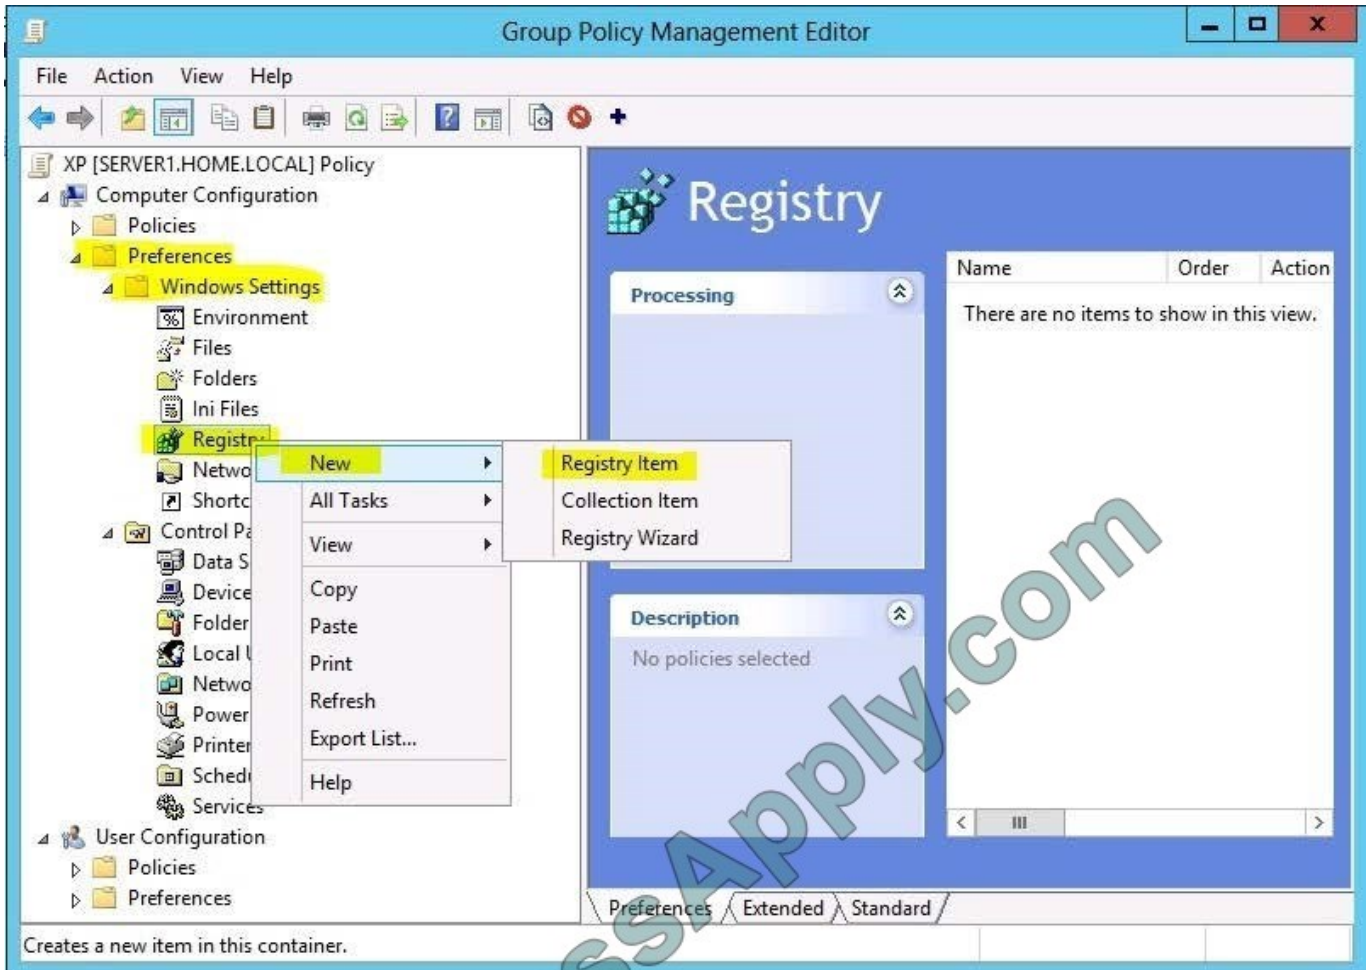 Group Policy Management Editor
File Action View Help
XP [SERVER1.HOME.LOCAL] Policy
Computer Configuration
Policies
Preferences
Windows Settings
Environment
Files
Folders
Ini Files
Registry
Netwo
Shortc
Control Pa
Data S
Device
Folder
Local
Netwo
Power
Printer
Sched
Services
User Configuration
Policies
Preferences
New
All Tasks
View
Copy
Paste
Print
Refresh
Export List...
Help
Registry Item
Collection Item
Registry Wizard
Registry
Processing
Description
No policies selected
Name Order Action
There are no items to show in this view.
Preferences Extended Standard
Creates a new item in this container.
ssApply.com